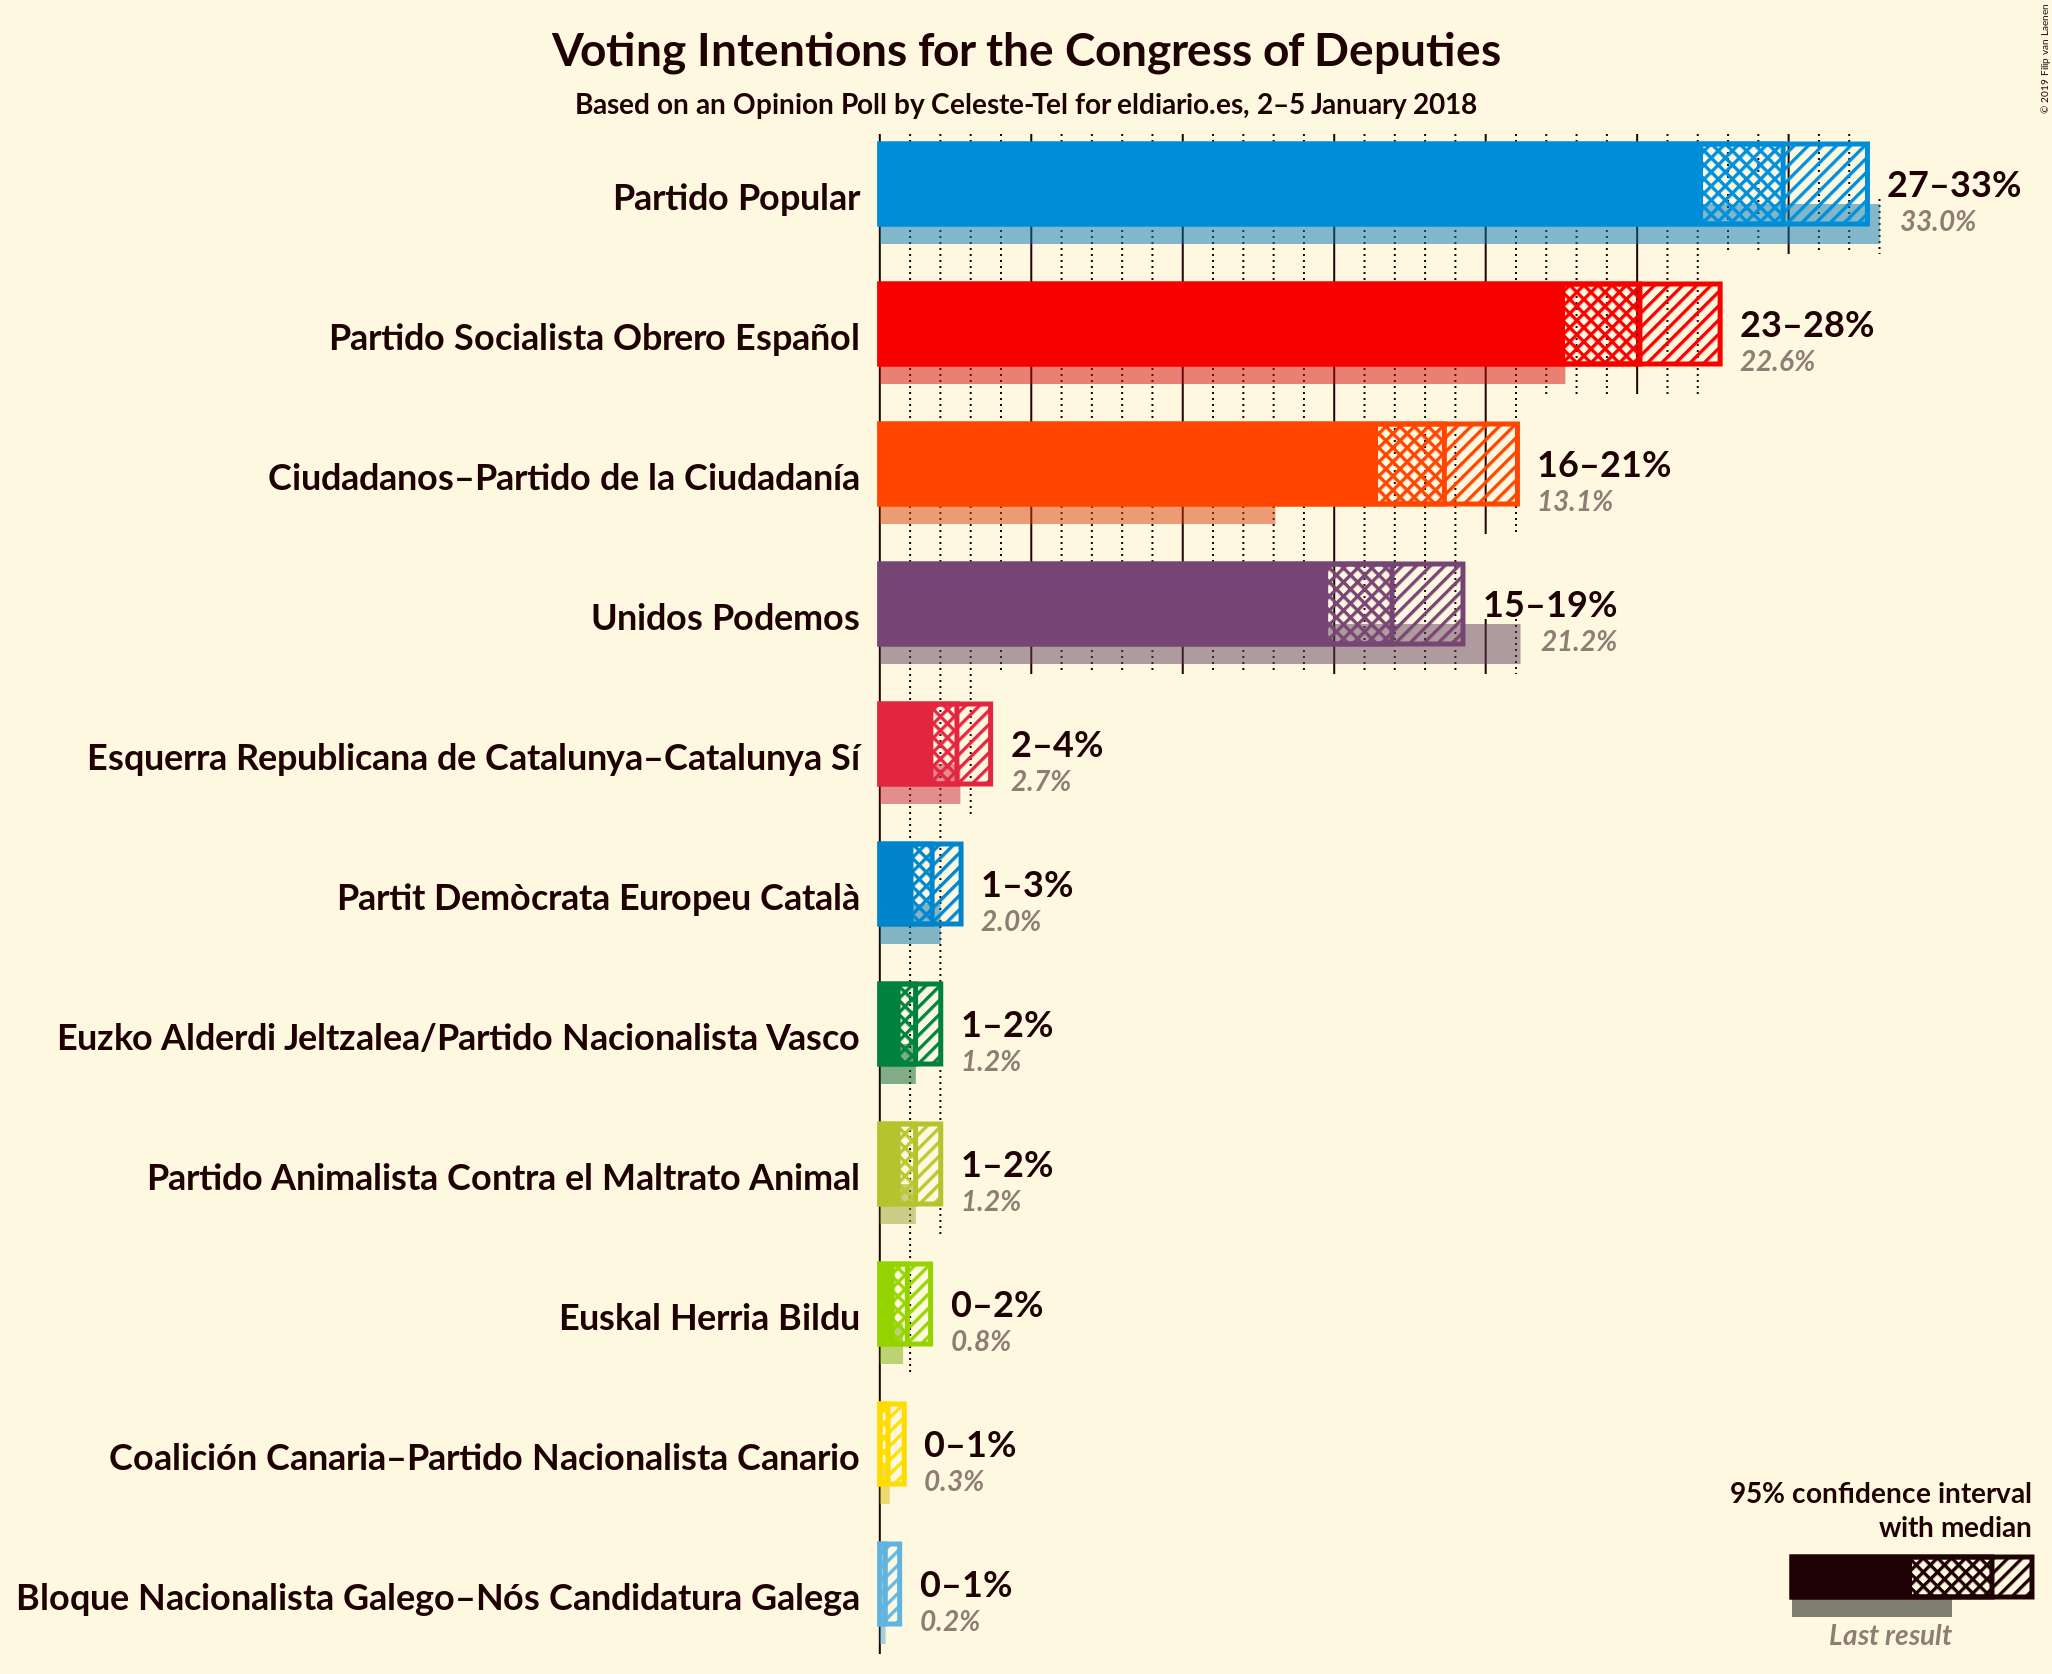 Voting Intentions for the Congress of Deputies
Based on an Opinion Poll by Celeste-Tel for eldiario.es, 2–5 January 2018
© 2019 Filip van Laenen
Partido Popular
27–33%
33.0%
Partido Socialista Obrero Español
23–28%
22.6%
Ciudadanos–Partido de la Ciudadanía
16–21%
13.1%
Unidos Podemos
15–19%
21.2%
Esquerra Republicana de Catalunya–Catalunya Sí
2–4%
2.7%
Partit Demòcrata Europeu Català
1–3%
2.0%
Euzko Alderdi Jeltzalea/Partido Nacionalista Vasco
1–2%
1.2%
Partido Animalista Contra el Maltrato Animal
1–2%
1.2%
Euskal Herria Bildu
0–2%
0.8%
Coalición Canaria–Partido Nacionalista Canario
0–1%
0.3%
Bloque Nacionalista Galego–Nós Candidatura Galega
0–1%
0.2%
95% confidence interval
with median
Last result